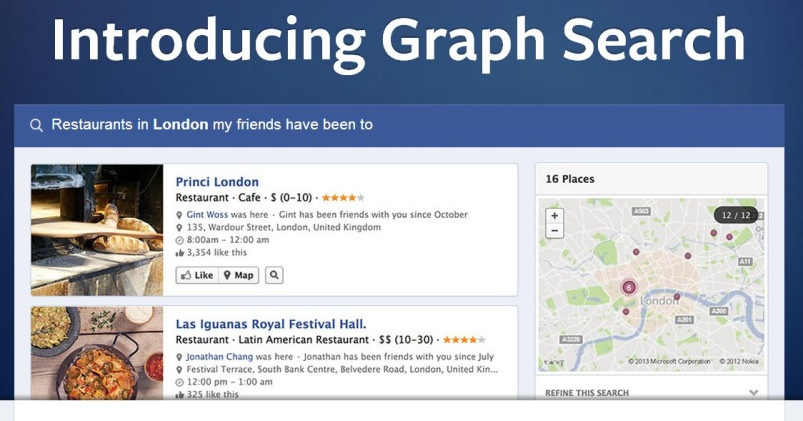 Introducing Graph Search
Restaurants in London my friends have been to
Princi London
Restaurant · Cafe · $ (0-10) · ★★★★★
Gint Woss was here · Gint has been friends with you since October
135, Wardour Street, London, United Kingdom
8:00am - 12:00 am
3,354 like this
Like Map
Las Iguanas Royal Festival Hall.
Restaurant · Latin American Restaurant · $$ (10-30) · ★★★★★
Jonathan Chang was here · Jonathan has been friends with you since July
Festival Terrace, South Bank Centre, Belvedere Road, London, United Kin...
12:00 pm - 1:00 am
325 like this
16 Places
+
−
A503
12 / 12
A11
6
London
A200
A201
A3220
bing
© 2013 Microsoft Corporation © 2012 Nokia
REFINE THIS SEARCH